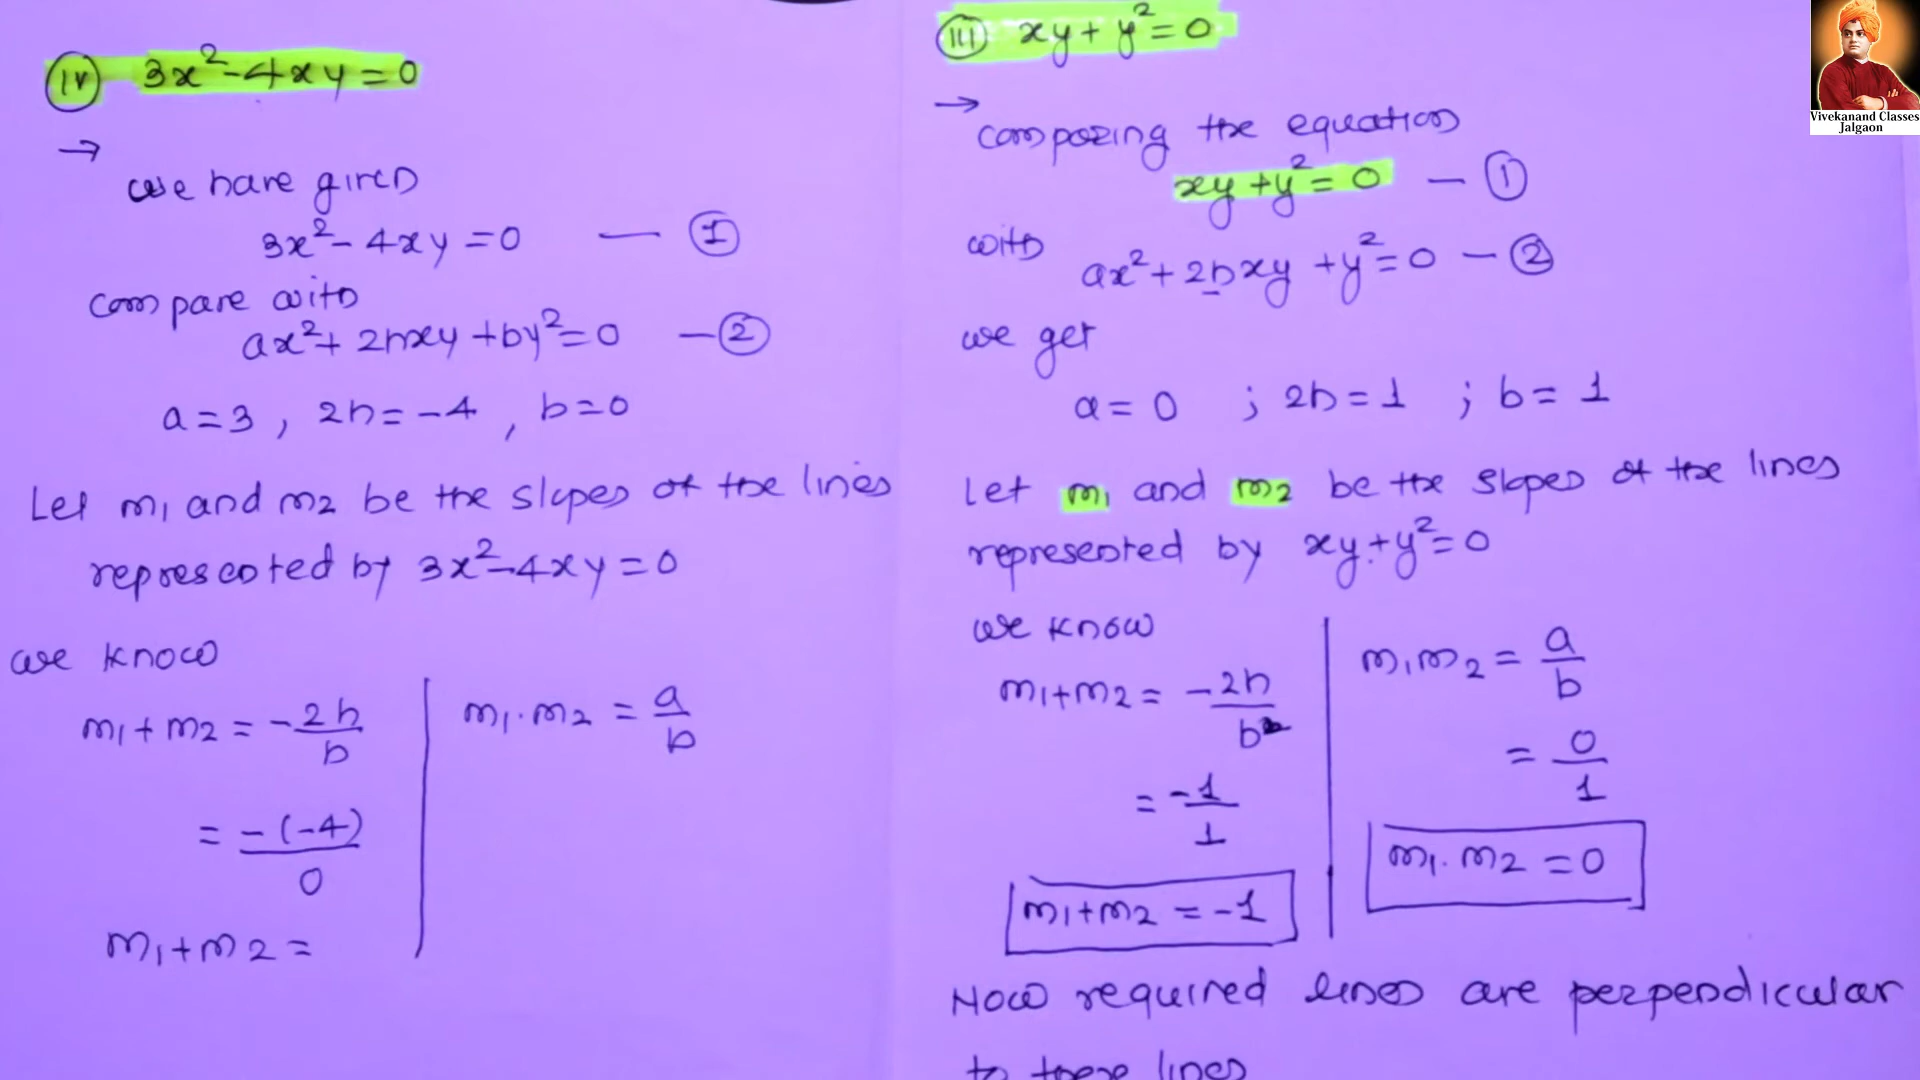 (iv) 3x² - 4xy = 0
→
we have given
3x² - 4xy = 0 — ①
compare with
ax² + 2hxy + by² = 0 — ②
a = 3 , 2h = -4 , b = 0
Let m₁ and m₂ be the slopes of the lines
represented by 3x² - 4xy = 0
we know
m₁ + m₂ = -2h/b
= -(-4)/0
m₁ + m₂ =
m₁ . m₂ = a/b
(iii) xy + y² = 0
→
comparing the equation
xy + y² = 0 — ①
with
ax² + 2hxy + y² = 0 — ②
we get
a = 0 ; 2h = 1 ; b = 1
Let m₁ and m₂ be the slopes of the lines
represented by xy + y² = 0
we know
m₁ + m₂ = -2h/b
= -1/1
m₁ + m₂ = -1
m₁ m₂ = a/b
= 0/1
m₁ . m₂ = 0
Now required lines are perpendicular
to these lines
Vivekanand Classes
Jalgaon